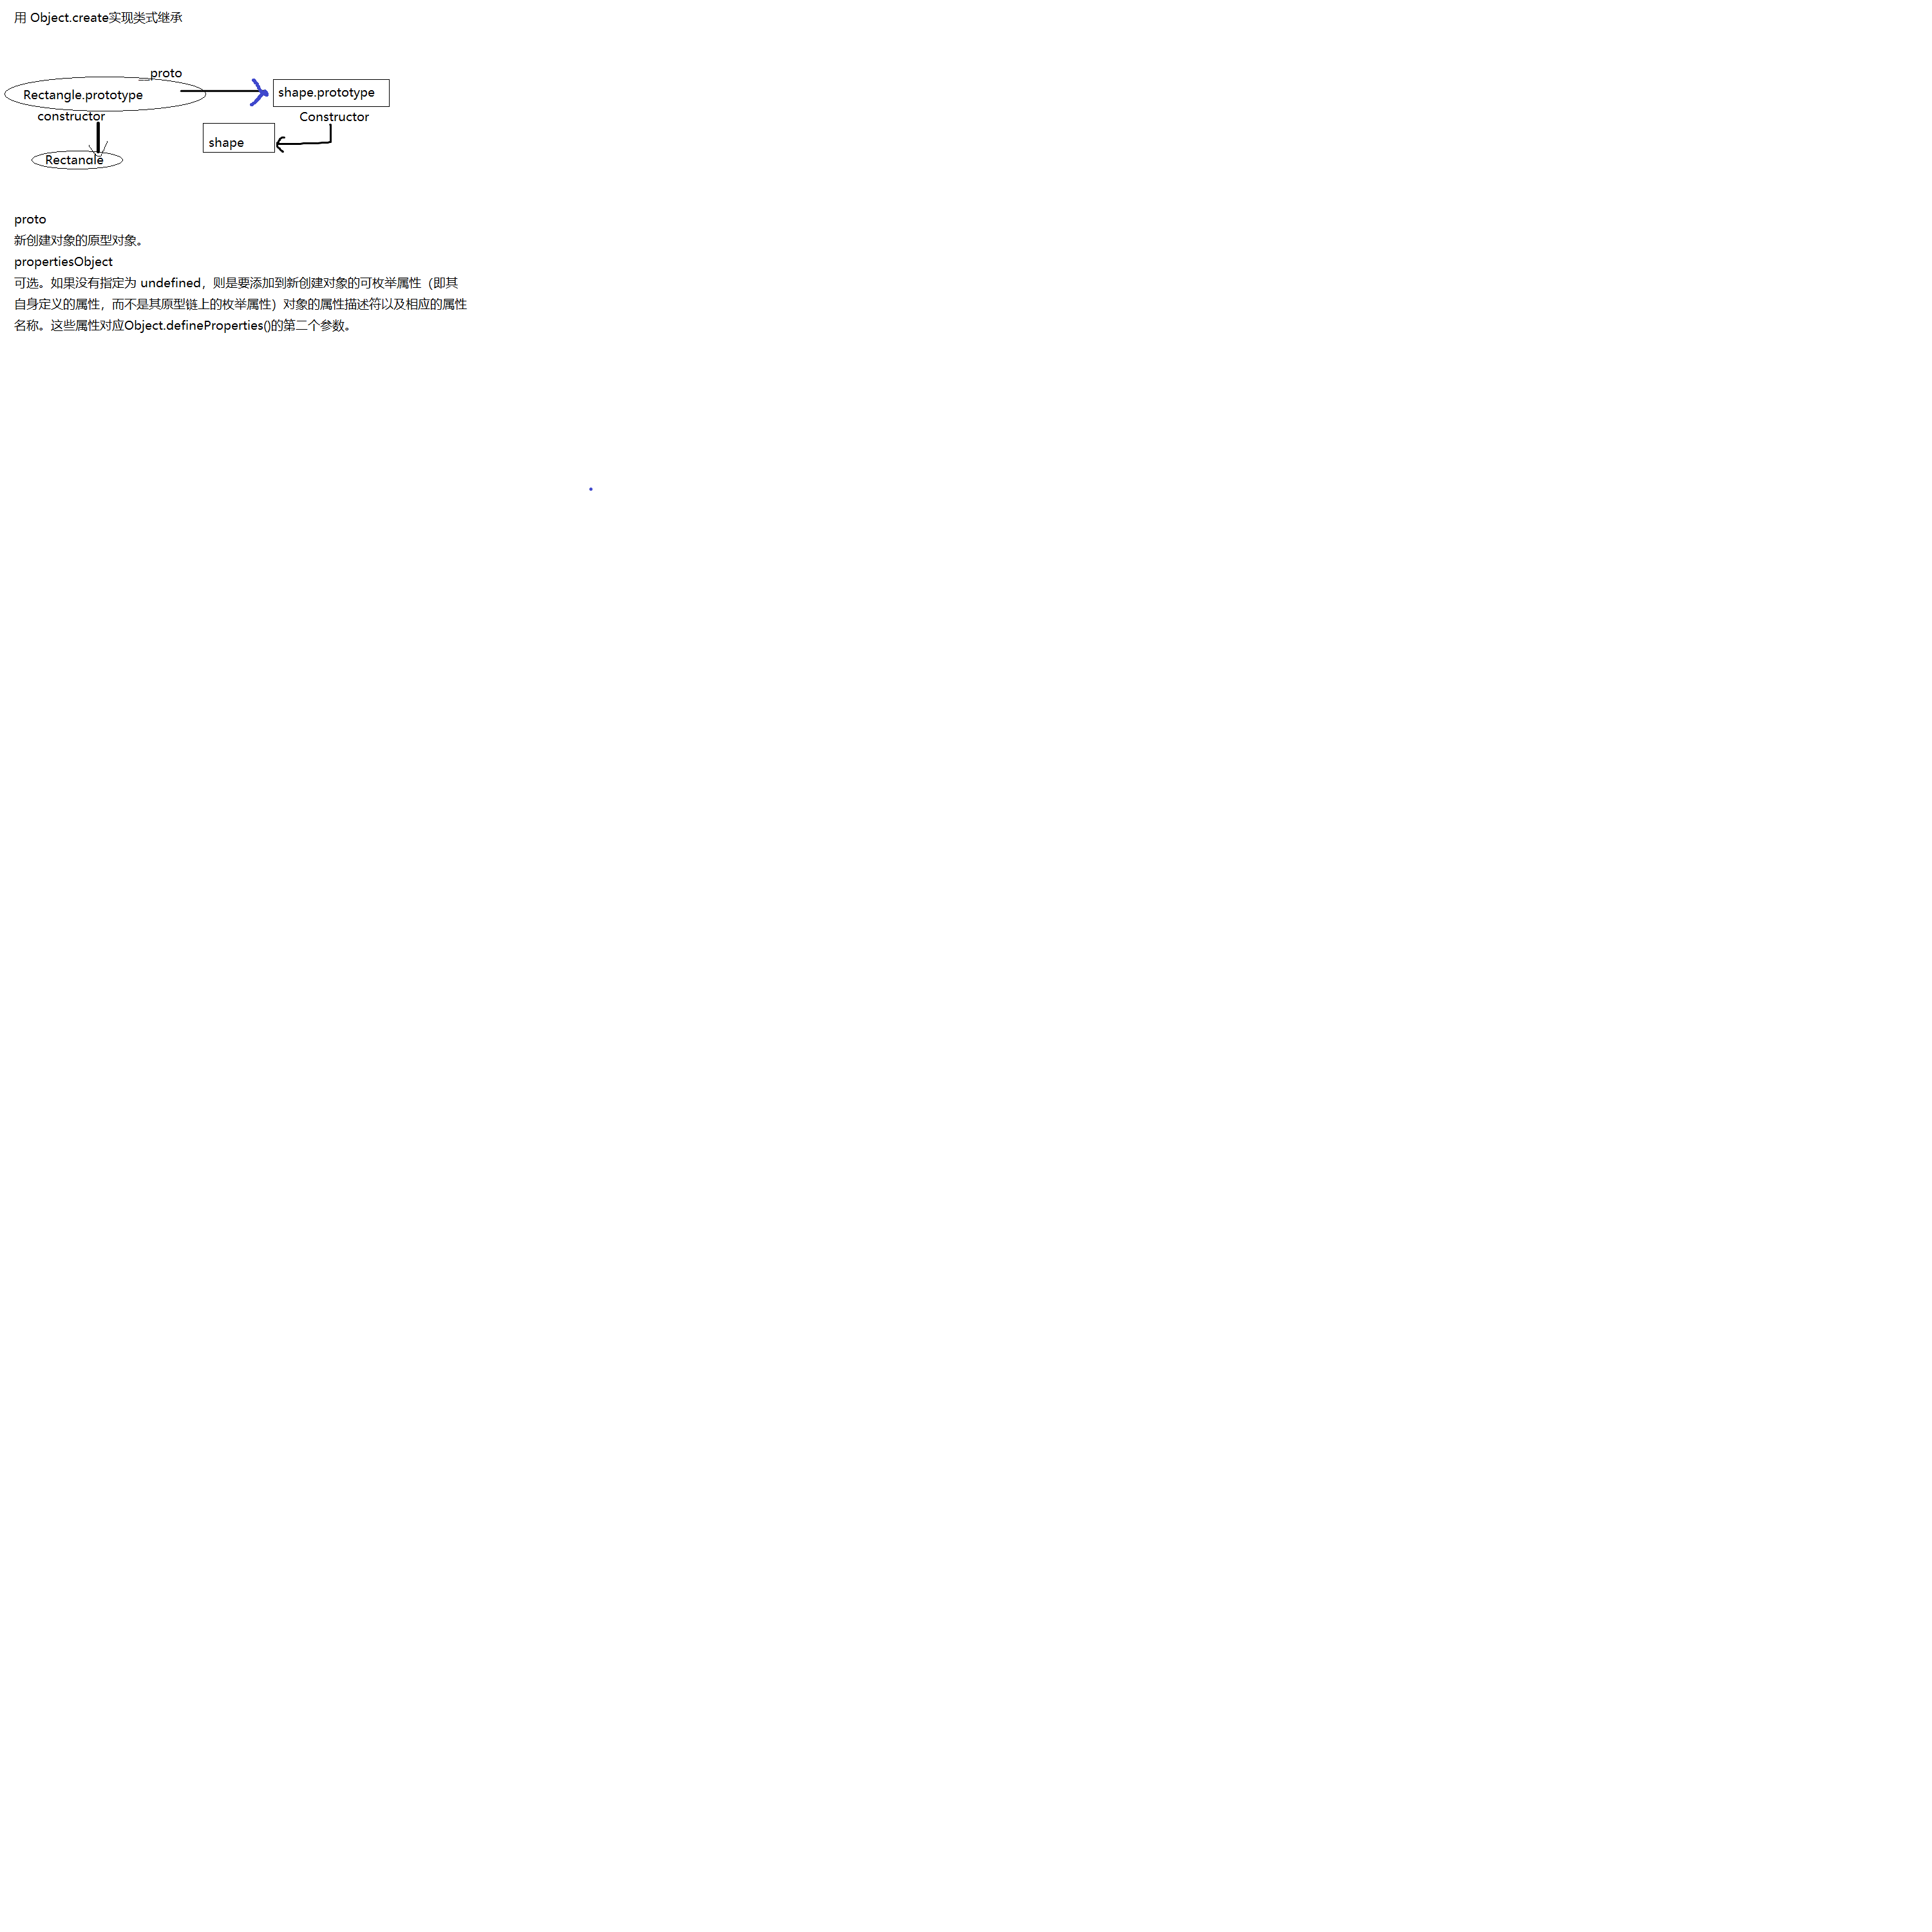 用 Object.create实现类式继承
__proto
Rectangle.prototype
shape.prototype
constructor
Constructor
shape
Rectangle
proto
新创建对象的原型对象。
propertiesObject
可选。如果没有指定为 undefined，则是要添加到新创建对象的可枚举属性（即其
自身定义的属性，而不是其原型链上的枚举属性）对象的属性描述符以及相应的属性
名称。这些属性对应Object.defineProperties()的第二个参数。